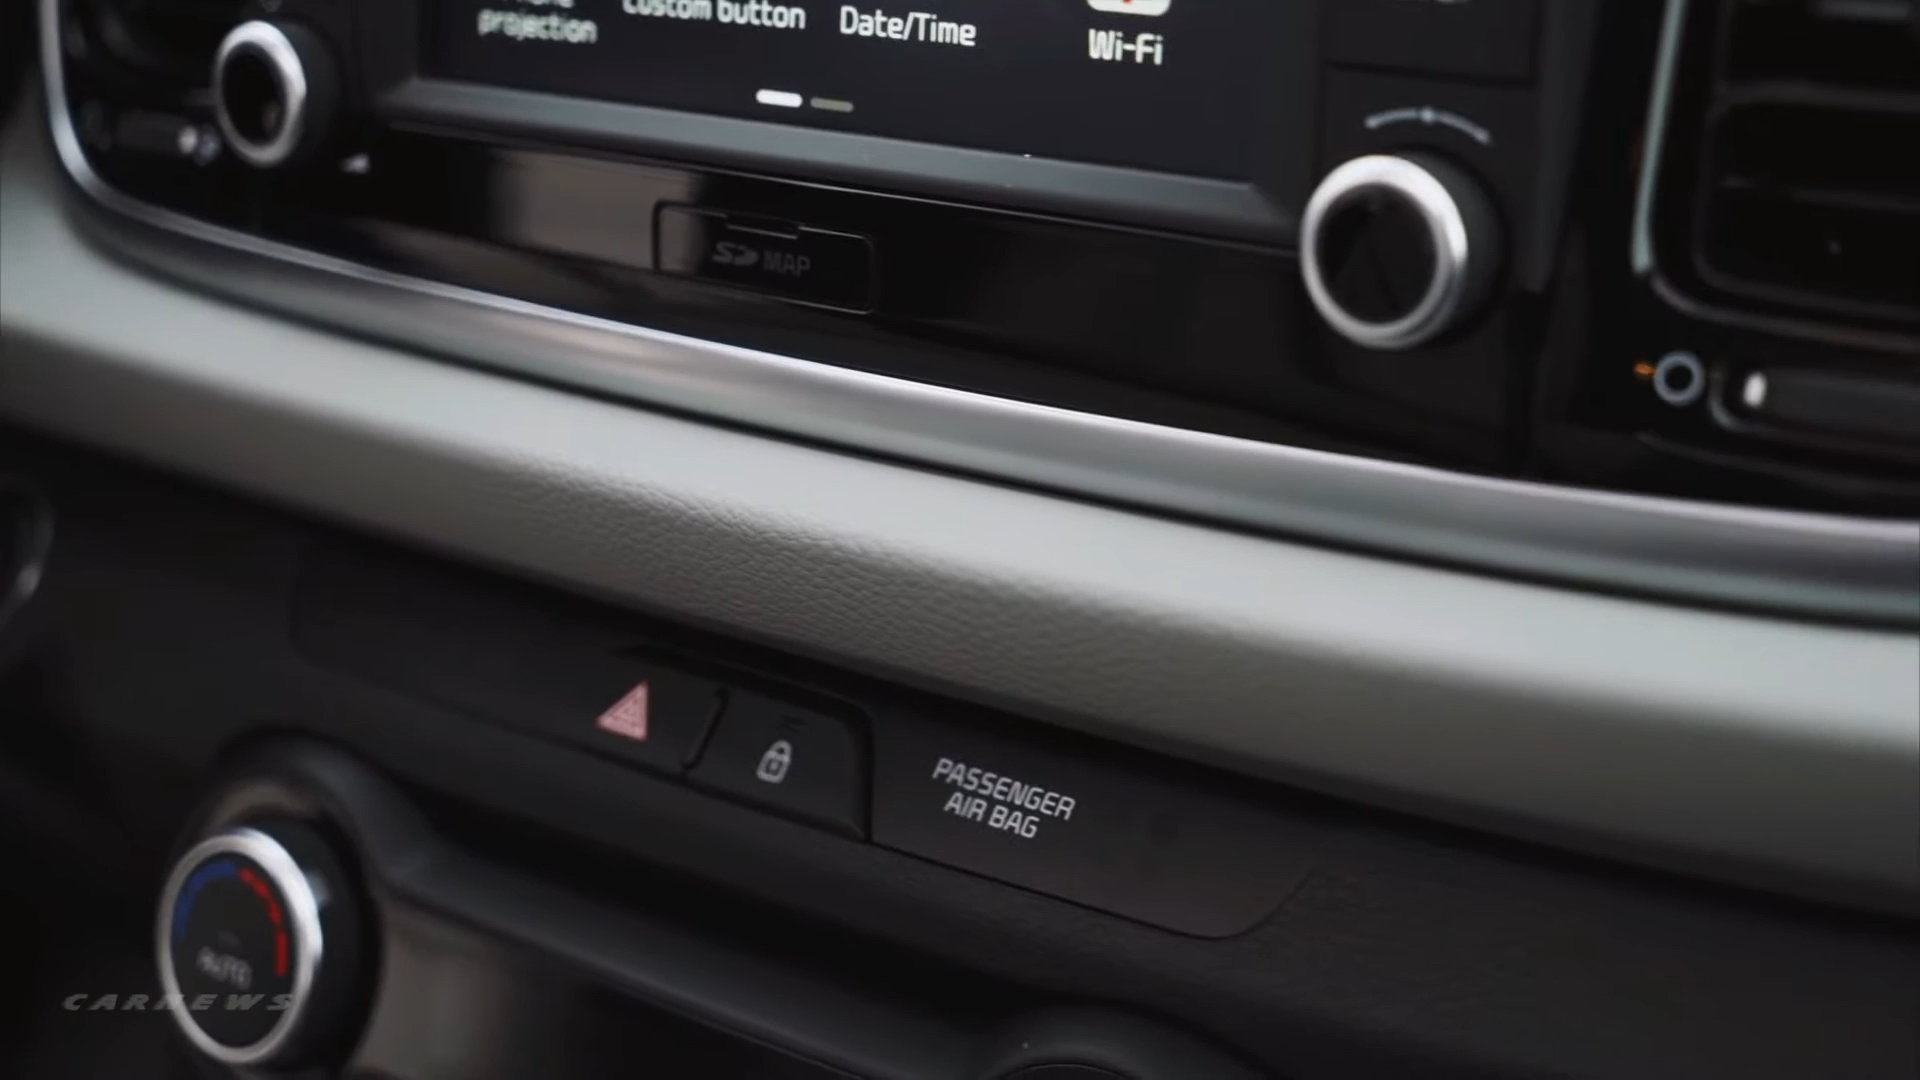 projection
Custom button
Date/Time
Wi-Fi
SD MAP
PASSENGER
AIR BAG
AUTO
CARNEWS